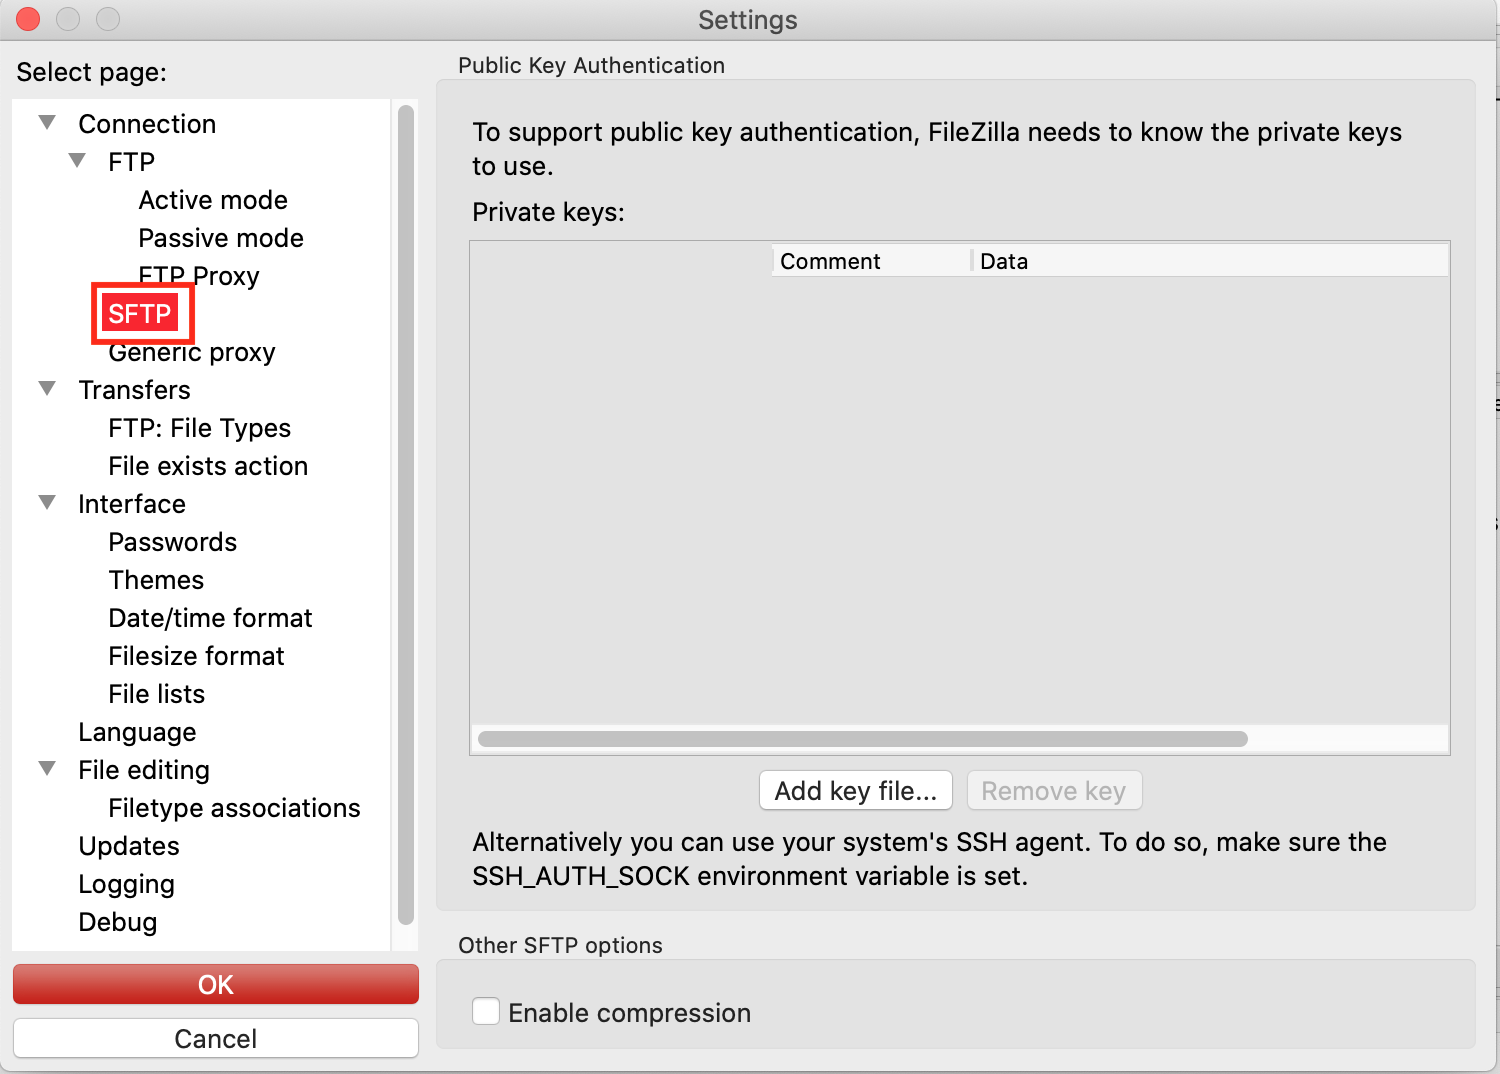 Settings
Select page:
Connection
FTP
Active mode
Passive mode
FTP Proxy
SFTP
Generic proxy
Transfers
FTP: File Types
File exists action
Interface
Passwords
Themes
Date/time format
Filesize format
File lists
Language
File editing
Filetype associations
Updates
Logging
Debug
OK
Cancel
Public Key Authentication
To support public key authentication, FileZilla needs to know the private keys
to use.
Private keys:
Comment Data
Add key file... Remove key
Alternatively you can use your system's SSH agent. To do so, make sure the
SSH_AUTH_SOCK environment variable is set.
Other SFTP options
Enable compression